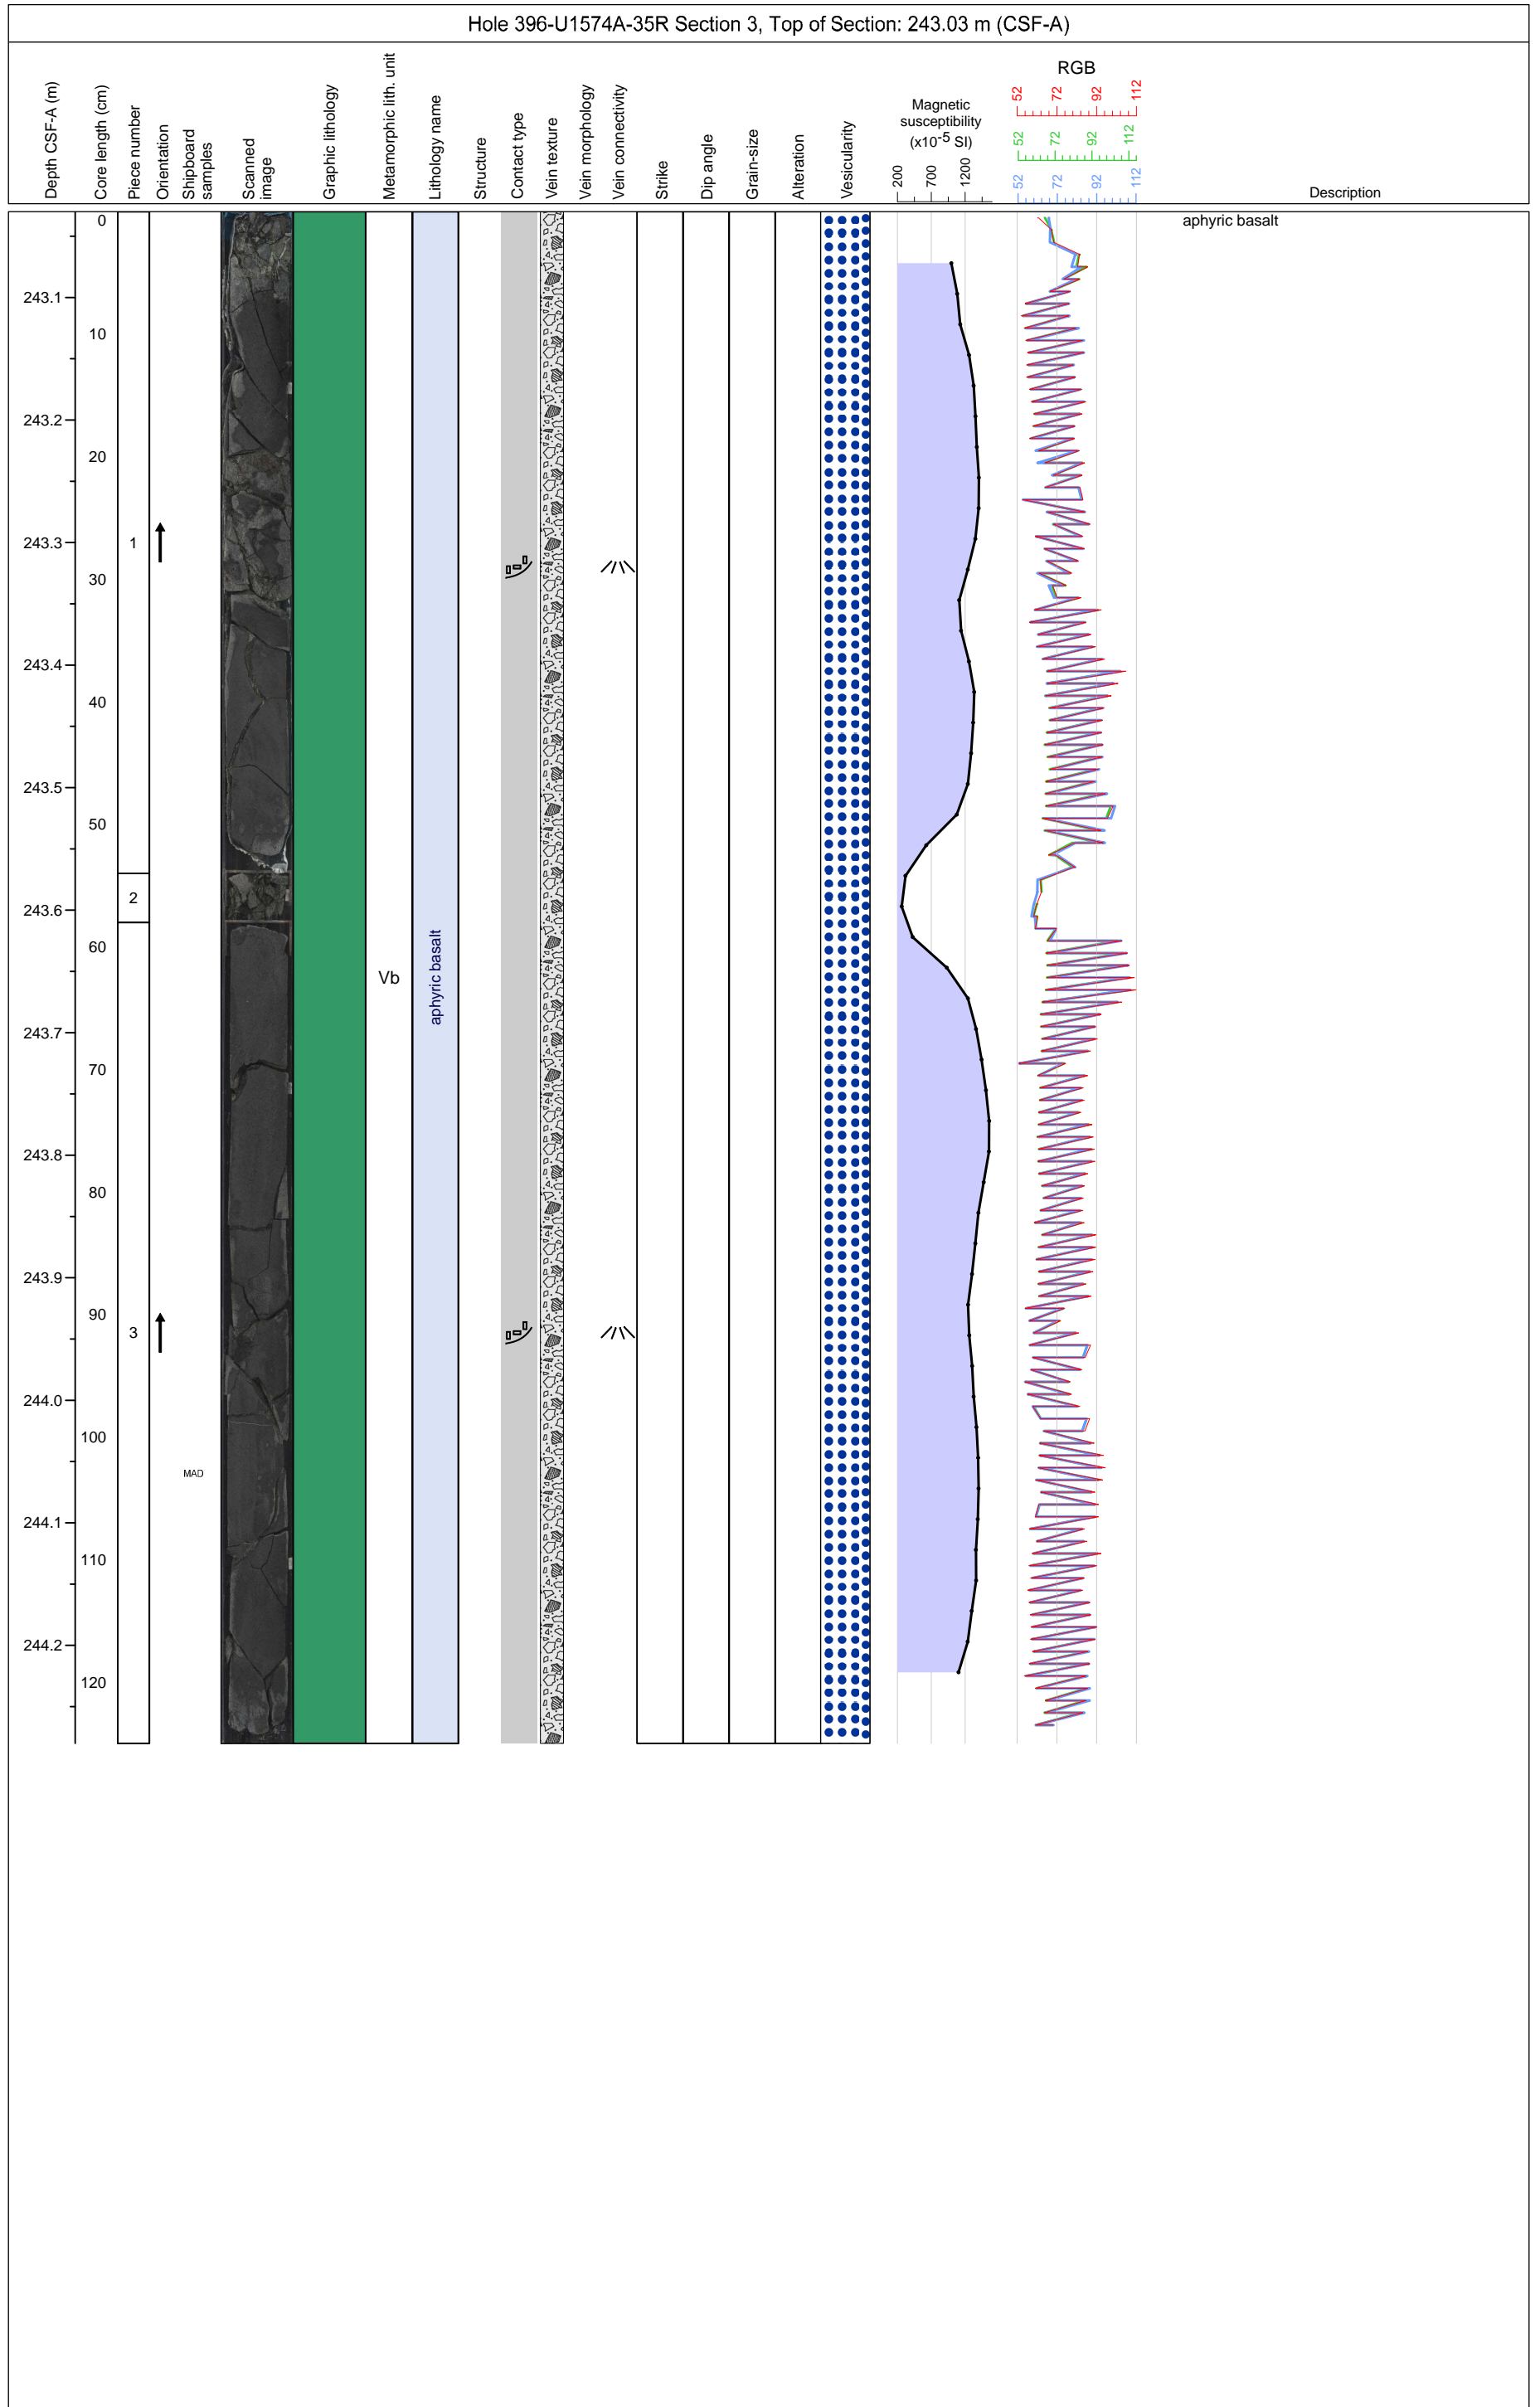 Hole 396-U1574A-35R Section 3, Top of Section: 243.03 m (CSF-A)
Depth CSF-A (m)
Core length (cm)
Piece number
Orientation
Shipboard
samples
Scanned
image
Graphic lithology
Metamorphic lith. unit
Lithology name
Structure
Contact type
Vein texture
Vein morphology
Vein connectivity
Strike
Dip angle
Grain-size
Alteration
Vesicularity
Magnetic
susceptibility
(x10-5 SI)
200 700 1200
RGB
52 72 92 112
52 72 92 112
52 72 92 112
Description
0
aphyric basalt
243.1
10
243.2
20
243.3
1
30
243.4
40
243.5
50
2
243.6
60
Vb
aphyric basalt
243.7
70
243.8
80
243.9
90
3
244.0
100
MAD
244.1
110
244.2
120